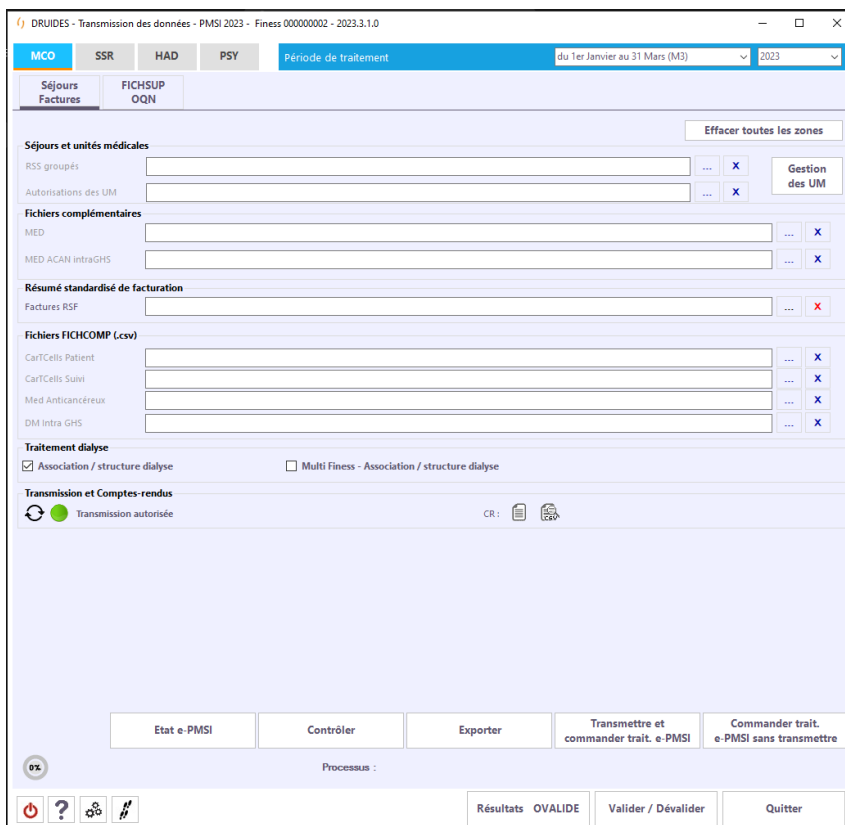 DRUIDES - Transmission des données - PMSI 2023 - Finess 000000002 - 2023.3.1.0
MCO SSR HAD PSY Période de traitement du 1er Janvier au 31 Mars (M3) 2023
Séjours Factures
FICHSUP OQN
Effacer toutes les zones
Séjours et unités médicales
RSS groupés ... X
Gestion des UM
Autorisations des UM ... X
Fichiers complémentaires
MED ... X
MED ACAN intraGHS ... X
Résumé standardisé de facturation
Factures RSF ... X
Fichiers FICHCOMP (.csv)
CarTCells Patient ... X
CarTCells Suivi ... X
Med Anticancéreux ... X
DM Intra GHS ... X
Traitement dialyse
Association / structure dialyse Multi Finess - Association / structure dialyse
Transmission et Comptes-rendus
Transmission autorisée CR : CSV
Etat e-PMSI Contrôler Exporter
Transmettre et commander trait. e-PMSI
Commander trait. e-PMSI sans transmettre
0% Processus :
? Résultats OVALIDE Valider / Dévalider Quitter